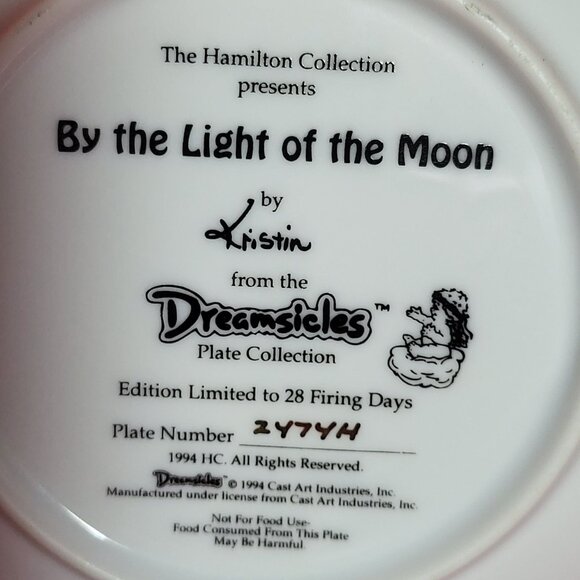 The Hamilton Collection
presents
By the Light of the Moon
by
Kristin
from the
Dreamsicles™
Plate Collection
Edition Limited to 28 Firing Days
Plate Number 2474H
1994 HC. All Rights Reserved.
Dreamsicles © 1994 Cast Art Industries, Inc.
Manufactured under license from Cast Art Industries, Inc.
Not For Food Use-
Food Consumed From This Plate
May Be Harmful